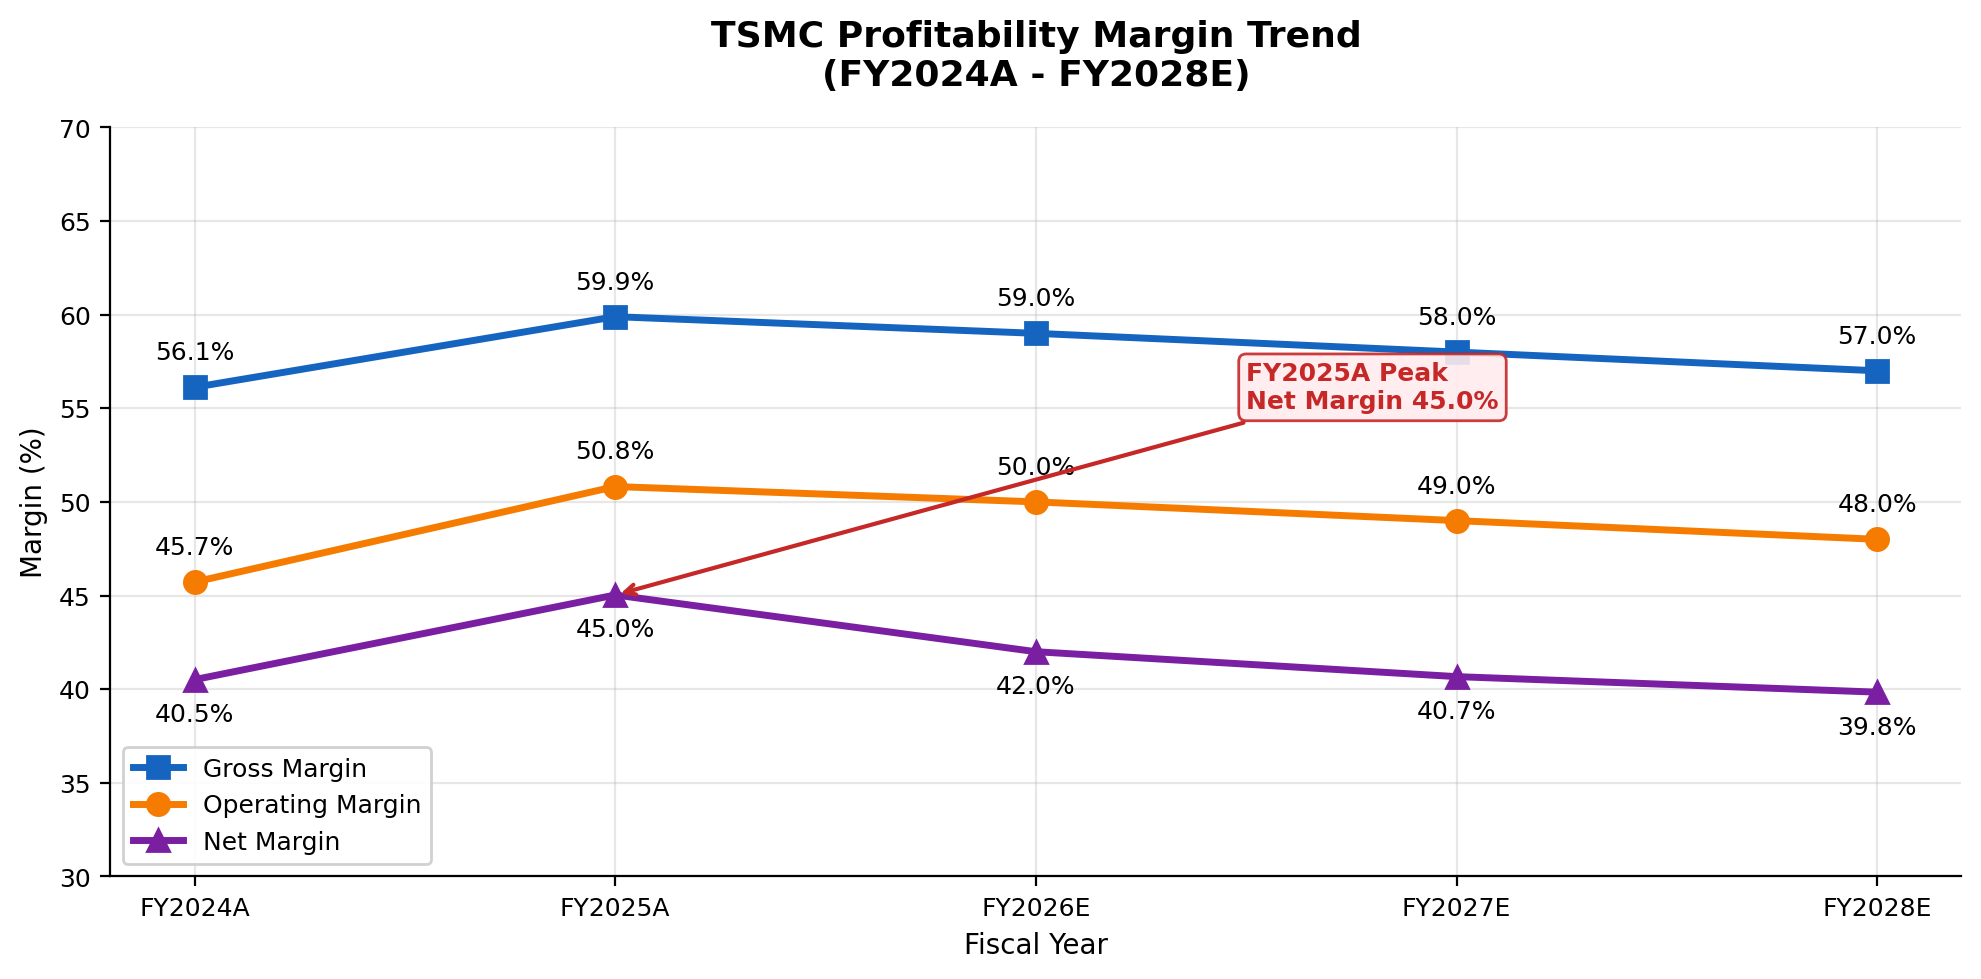 TSMC Profitability Margin Trend
(FY2024A - FY2028E)
Margin (%)
70
65
60
55
50
45
40
35
30
56.1%
59.9%
59.0%
58.0%
57.0%
FY2025A Peak
Net Margin 45.0%
45.7%
50.8%
50.0%
49.0%
48.0%
40.5%
45.0%
42.0%
40.7%
39.8%
Gross Margin
Operating Margin
Net Margin
FY2024A
FY2025A
FY2026E
FY2027E
FY2028E
Fiscal Year